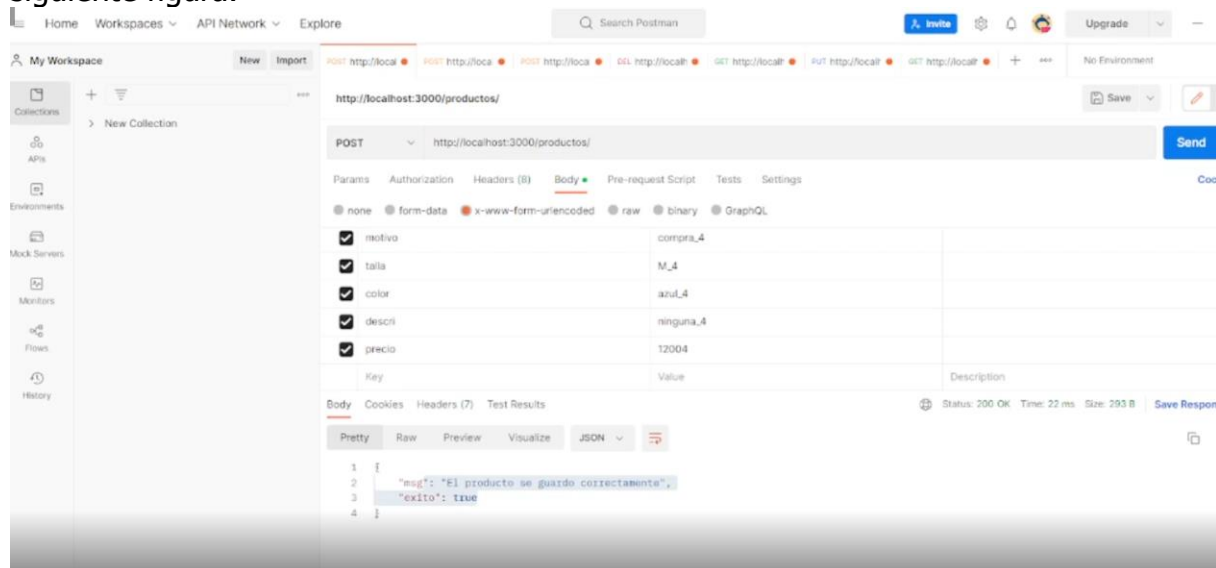 siguiente figura.
Home Workspaces API Network Explore Search Postman Invite Upgrade
My Workspace New Import POST http://local POST http://loca POST http://loca DEL http://localh GET http://localh PUT http://localh GET http://localh No Environment
Collections
New Collection
http://localhost:3000/productos/ Save
APIs
POST http://localhost:3000/productos/ Send
Environments
Params Authorization Headers (8) Body Pre-request Script Tests Settings Coo
none form-data x-www-form-urlencoded raw binary GraphQL
Mock Servers
motivo compra_4
talla M_4
Monitors
color azul_4
descri ninguna_4
Flows
precio 12004
Key Value Description
History
Body Cookies Headers (7) Test Results Status: 200 OK Time: 22 ms Size: 293 B Save Respon
Pretty Raw Preview Visualize JSON
1 {
2 "msg": "El producto se guardo correctamente",
3 "exito": true
4 }